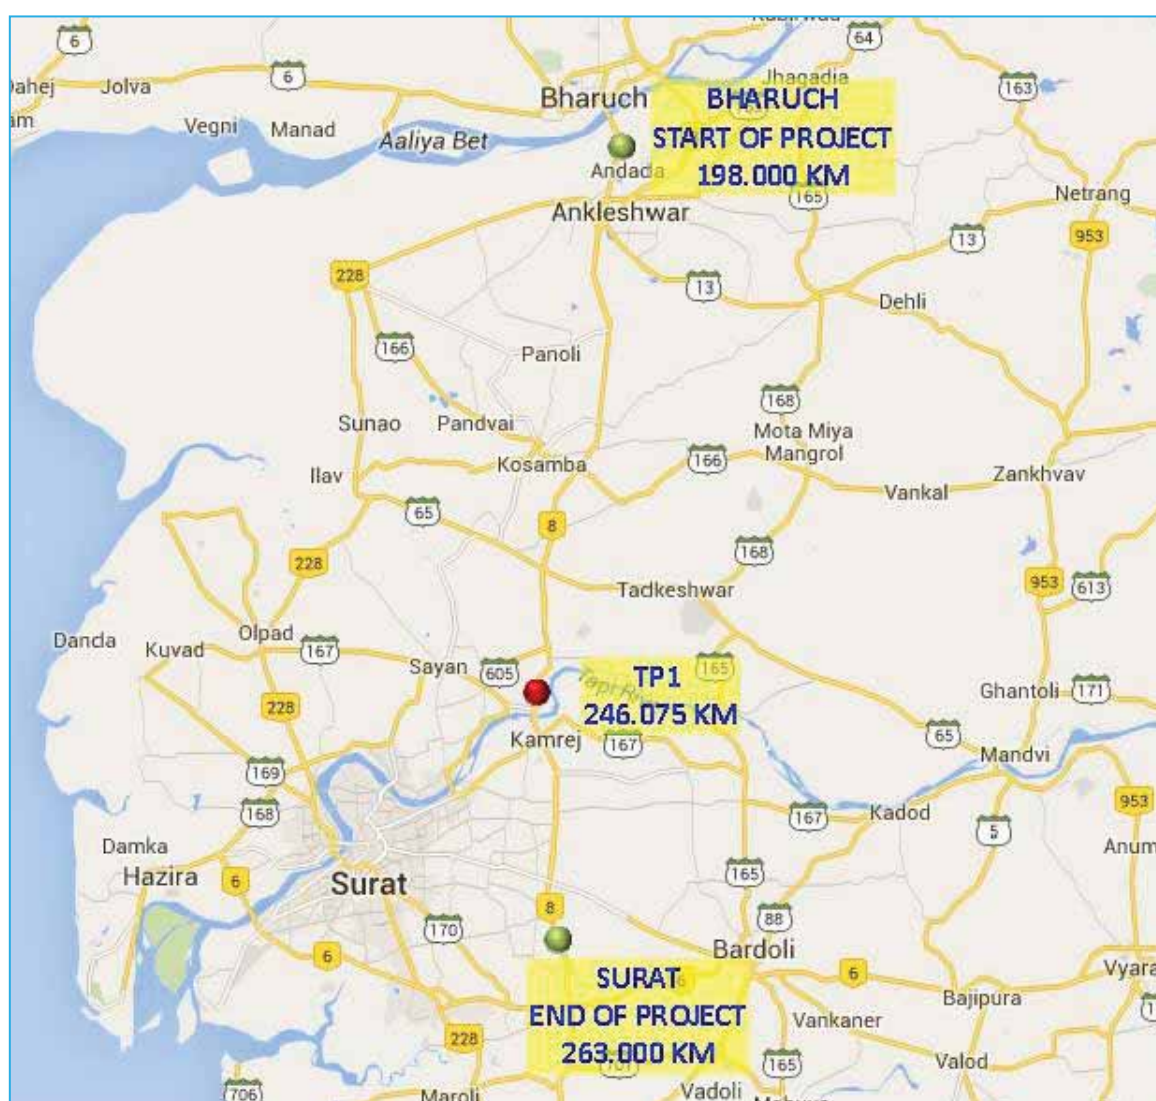 6
64
Dahej
Jolva
6
Bharuch
Jhagadia
163
BHARUCH
START OF PROJECT
198.000 KM
Vegni
Manad
Aaliya Bet
Andada
165
Netrang
Ankleshwar
13
953
228
13
Dehli
166
Panoli
168
Sunao
Pandvai
Mota Miya
Mangrol
Ilav
Kosamba
166
Zankhvav
Vankal
65
8
168
228
Tadkeshwar
953
613
Olpad
Danda
Kuvad
167
Sayan
605
165
TP1
246.075 KM
Tapi
Ghantoli
171
228
Kamrej
167
65
Mandvi
169
168
167
Kadod
953
5
Damka
Anum
Hazira
6
Surat
165
8
88
170
Bardoli
6
6
Vyara
SURAT
END OF PROJECT
263.000 KM
6
Bajipura
Vankaner
228
701
165
Valod
706
Maroli
Vadoli